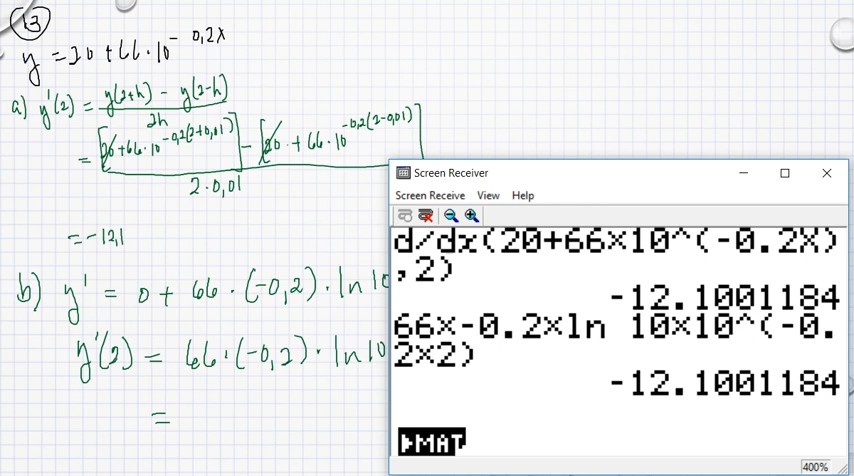 13
y = 20 + 66 · 10^-0,2x
a) y'(2) = y(2+h) - y(2-h)
2h
= [20 + 66 · 10^-0,2(2+0,01)] - [20 + 66 · 10^-0,2(2-0,01)]
2 · 0,01
= -12,1
b) y' = 0 + 66 · (-0,2) · ln 10
y'(2) = 66 · (-0,2) · ln 10
=
Screen Receiver
Screen Receive View Help
d/dx(20+66×10^(-0.2X)
,2)
-12.1001184
66×-0.2×ln 10×10^(-0.
2×2)
-12.1001184
▶MAT
400%